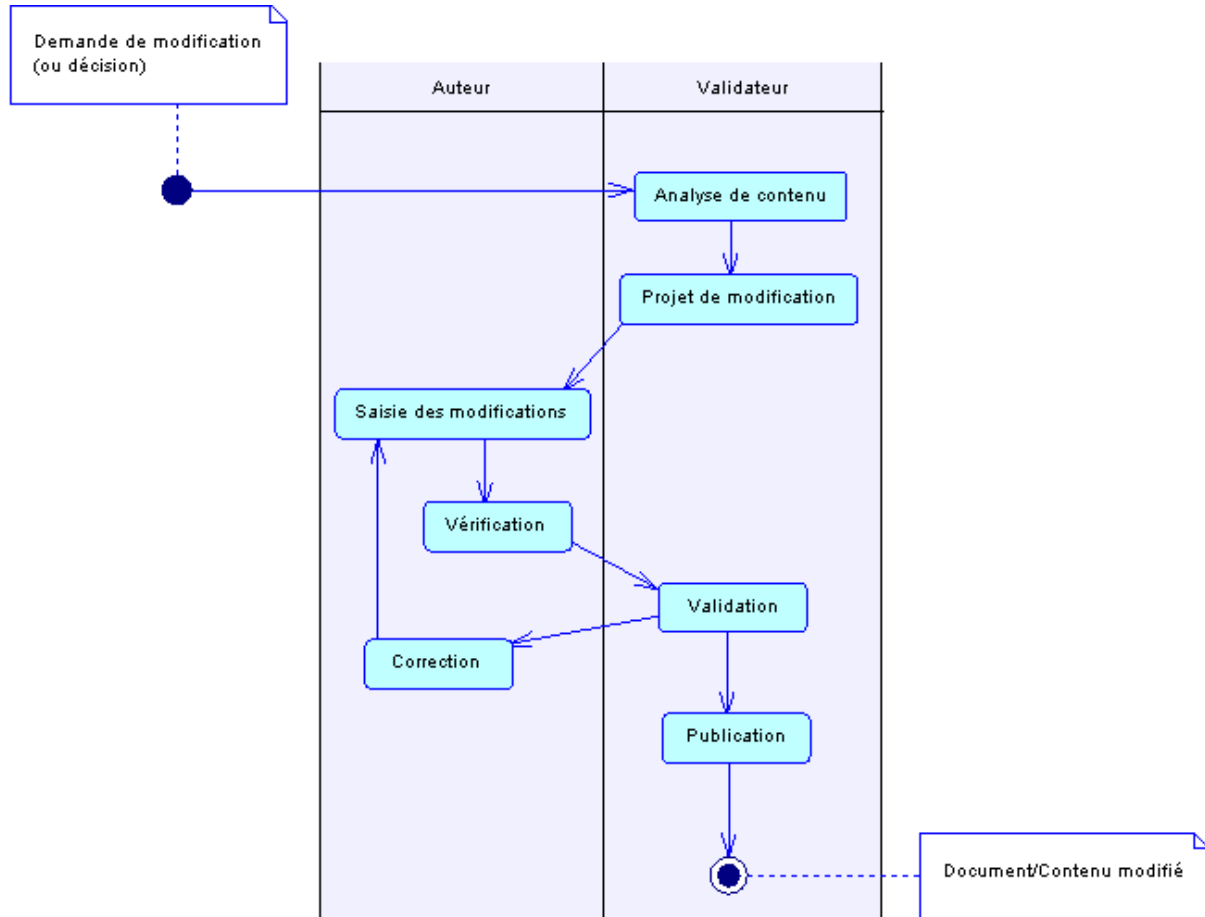 Demande de modification
(ou décision)
Auteur
Validateur
Analyse de contenu
Projet de modification
Saisie des modifications
Vérification
Validation
Correction
Publication
Document/Contenu modifié